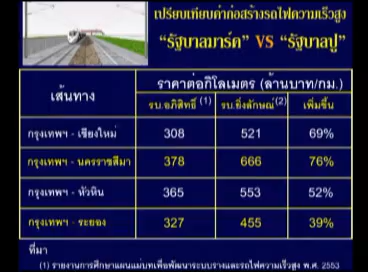 เปรียบเทียบค่าก่อสร้างรถไฟความเร็วสูง
“รัฐบาลมาร์ค” VS “รัฐบาลปู”
เส้นทาง
ราคาต่อกิโลเมตร (ล้านบาท/กม.)
รบ.อภิสิทธิ์ (1) รบ.ยิ่งลักษณ์(2) เพิ่มขึ้น
กรุงเทพฯ - เชียงใหม่ 308 521 69%
กรุงเทพฯ - นครราชสีมา 378 666 76%
กรุงเทพฯ - หัวหิน 365 553 52%
กรุงเทพฯ - ระยอง 327 455 39%
ที่มา
(1) รายงานการศึกษาแผนแม่บทเพื่อพัฒนาระบบรางและรถไฟความเร็วสูง พ.ศ. 2553